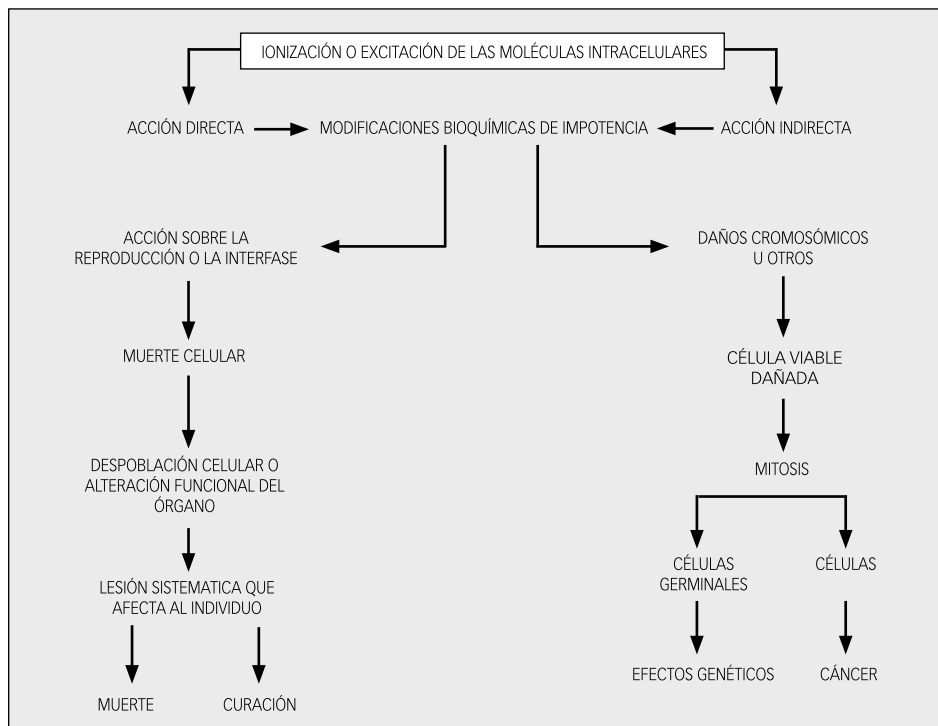 IONIZACIÓN O EXCITACIÓN DE LAS MOLÉCULAS INTRACELULARES
ACCIÓN DIRECTA
MODIFICACIONES BIOQUÍMICAS DE IMPOTENCIA
ACCIÓN INDIRECTA
ACCIÓN SOBRE LA
REPRODUCCIÓN O LA INTERFASE
DAÑOS CROMOSÓMICOS
U OTROS
MUERTE CELULAR
CÉLULA VIABLE
DAÑADA
DESPOBLACIÓN CELULAR O
ALTERACIÓN FUNCIONAL DEL
ÓRGANO
MITOSIS
LESIÓN SISTEMATICA QUE
AFECTA AL INDIVIDUO
CÉLULAS
GERMINALES
CÉLULAS
MUERTE
CURACIÓN
EFECTOS GENÉTICOS
CÁNCER